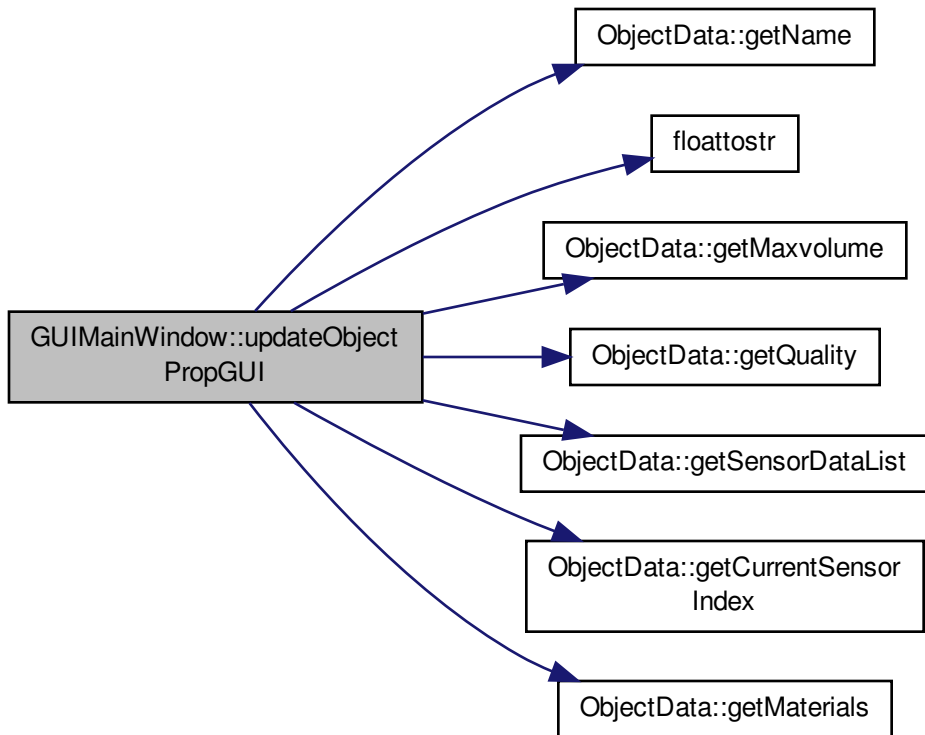 ObjectData::getName
floattostr
ObjectData::getMaxvolume
GUIMainWindow::updateObject
PropGUI
ObjectData::getQuality
ObjectData::getSensorDataList
ObjectData::getCurrentSensor
Index
ObjectData::getMaterials